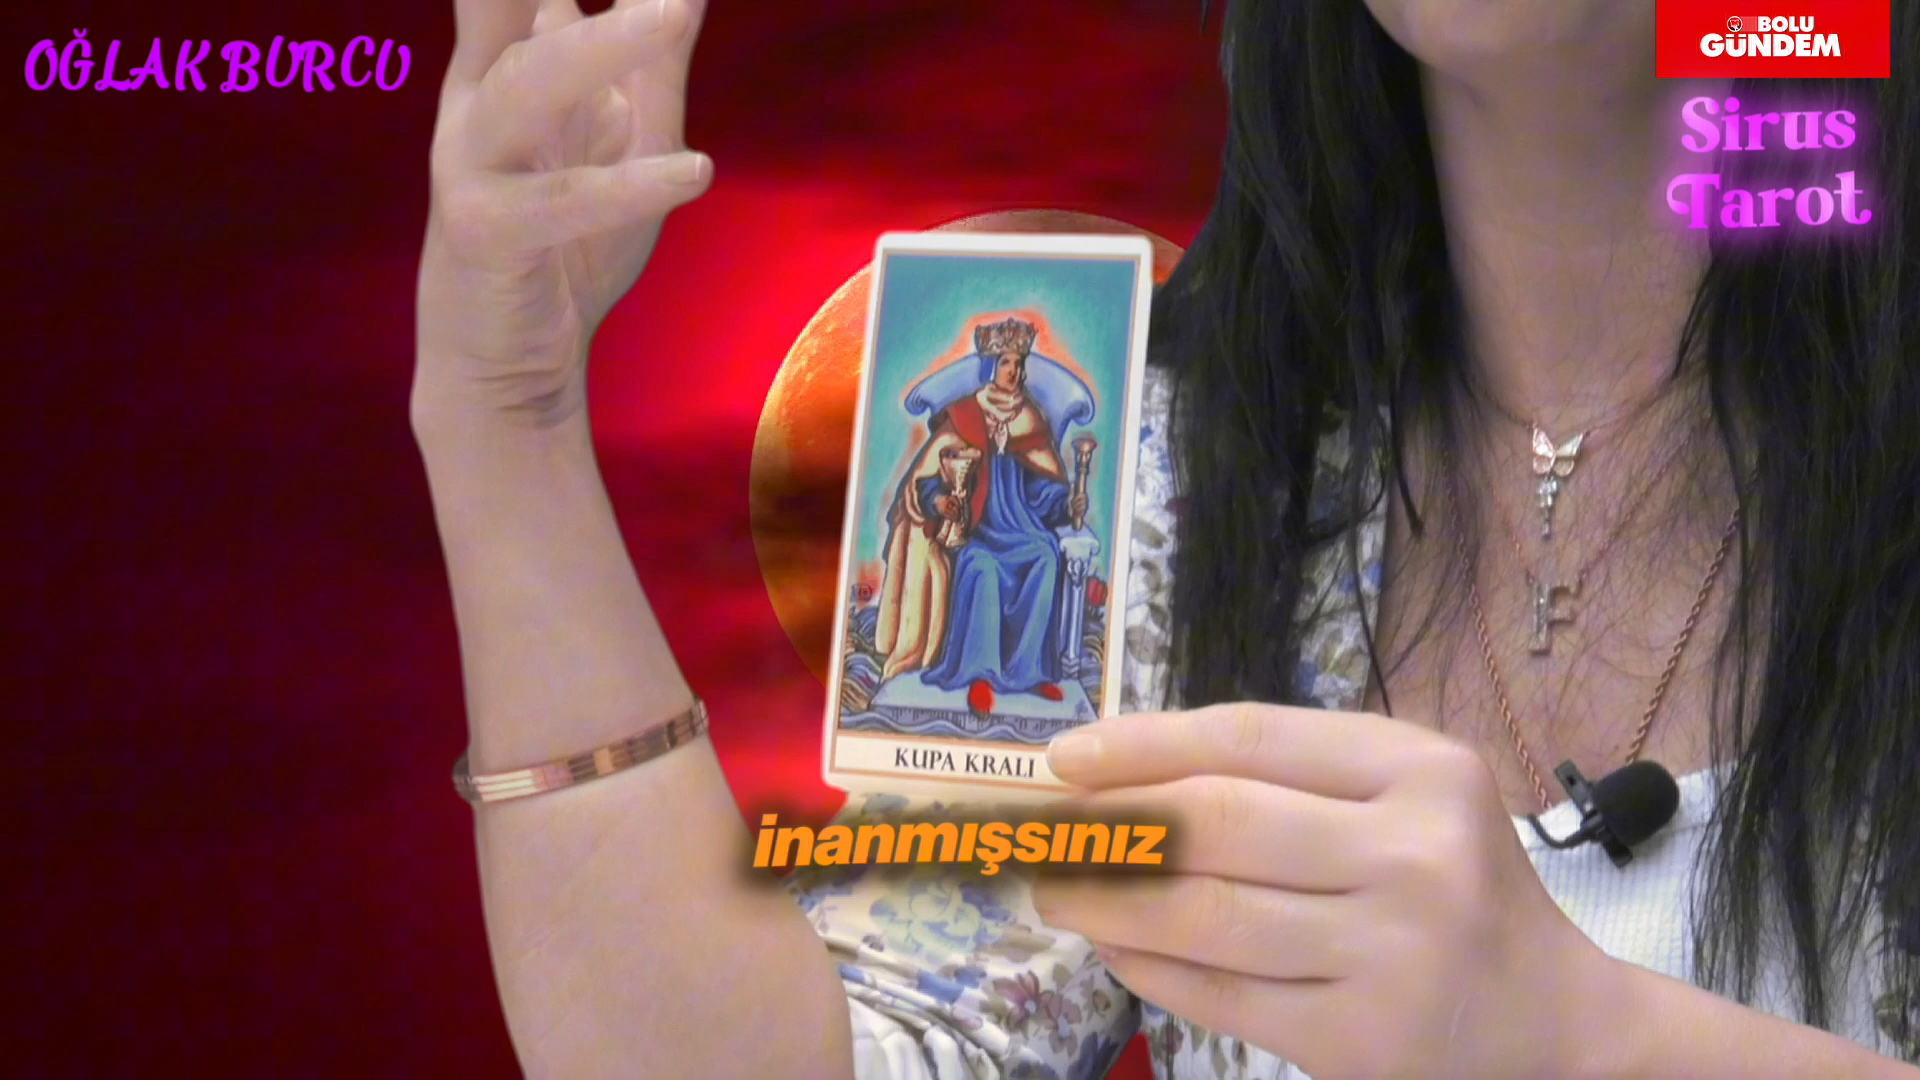 OĞLAK BURCU
BOLU
GÜNDEM
Sirus
Tarot
F
KUPA KRALI
inanmışsınız